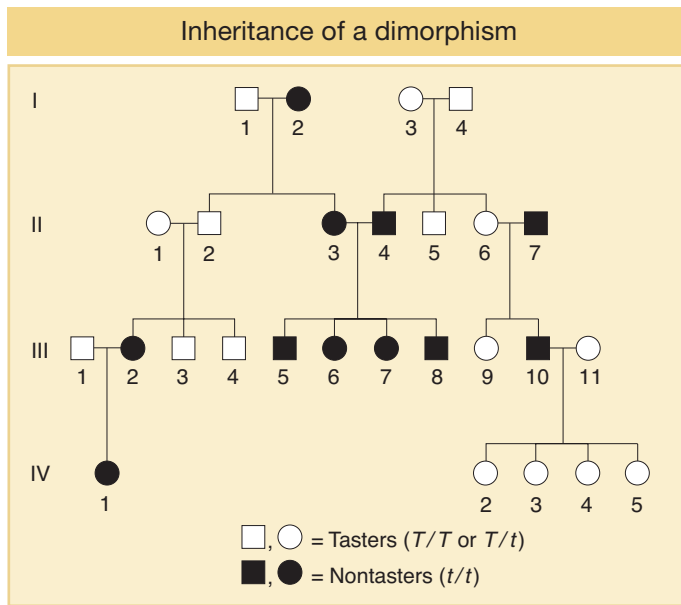 Inheritance of a dimorphism
I
1 2 3 4
II
1 2 3 4 5 6 7
III
1 2 3 4 5 6 7 8 9 10 11
IV
1 2 3 4 5
, = Tasters (T/T or T/t)
, = Nontasters (t/t)